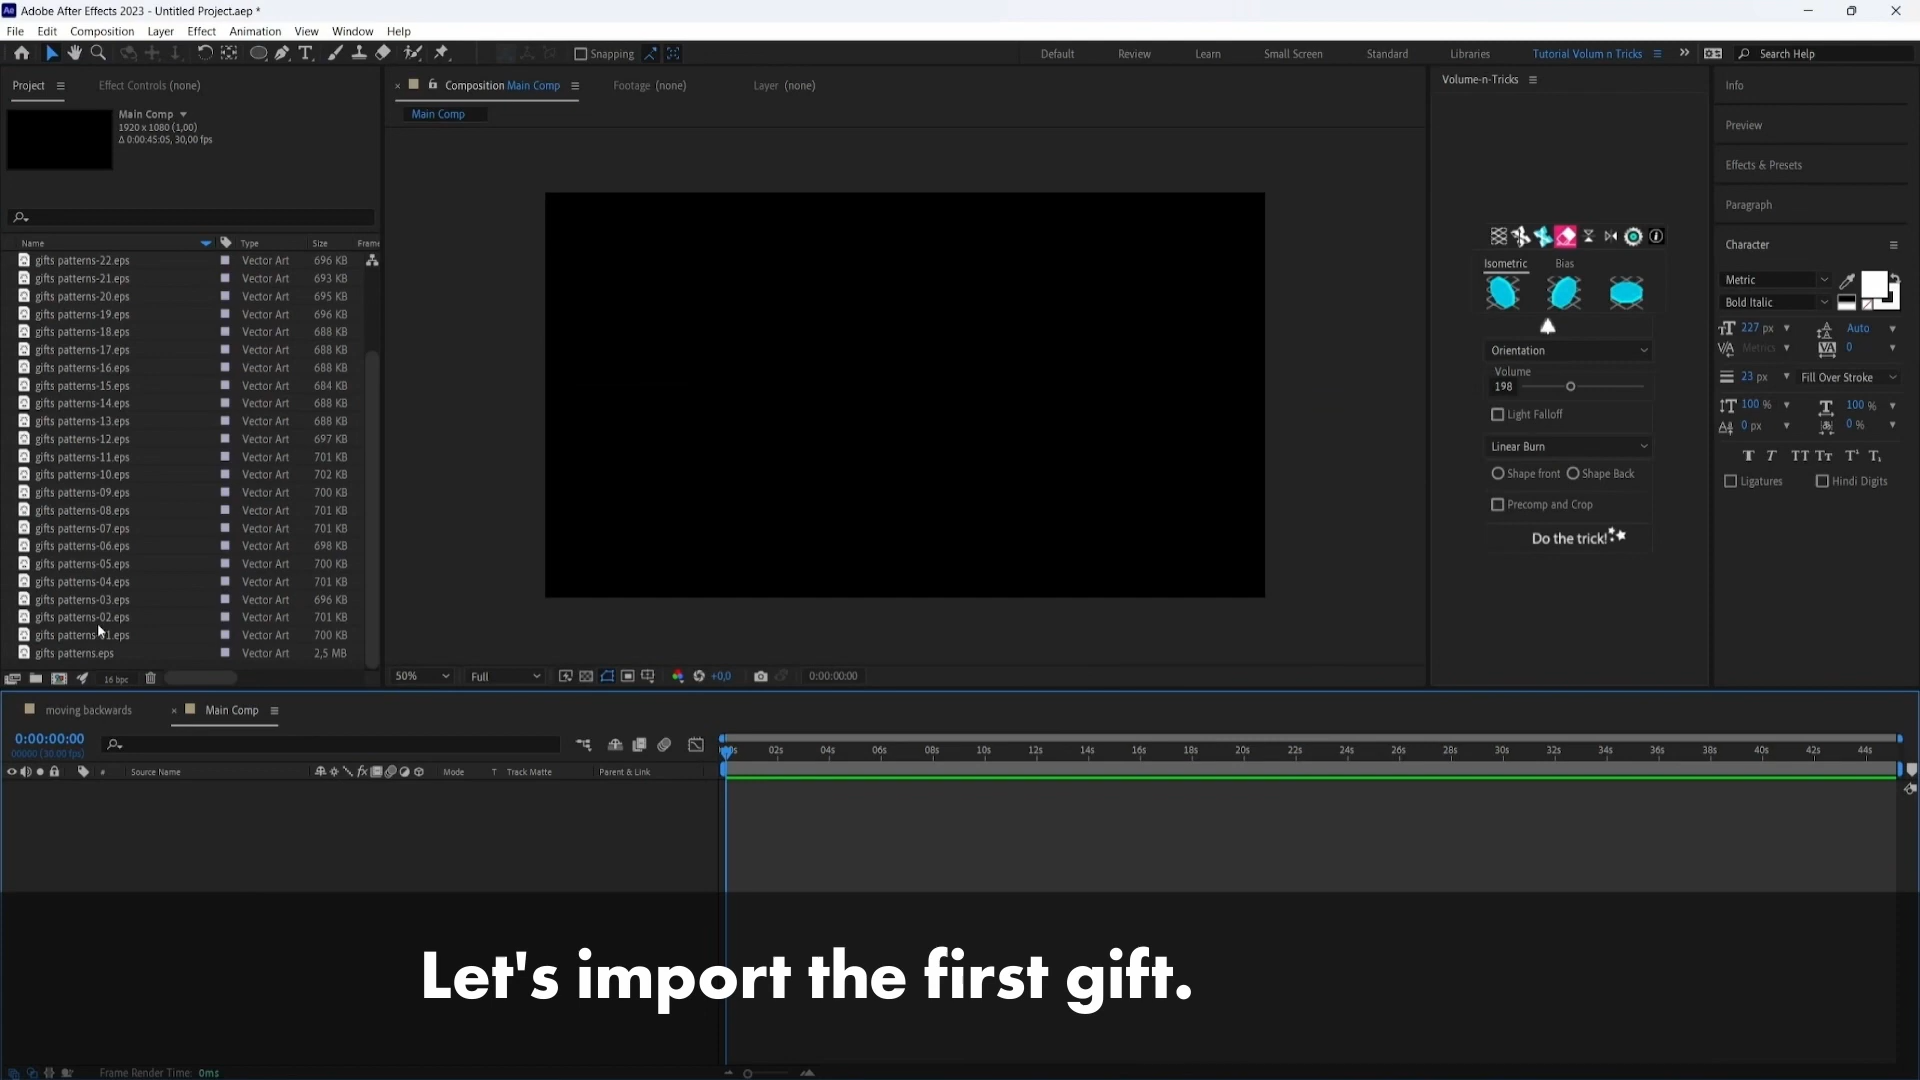 Adobe After Effects 2023 - Untitled Project.aep *
File Edit Composition Layer Effect Animation View Window Help
Snapping Default Review Learn Small Screen Standard Libraries Tutorial Volum n Tricks Search Help
Project Effect Controls (none)
Composition Main Comp Footage (none) Layer (none)
Main Comp
Main Comp
1920 x 1080 (1,00)
Δ 0:00:45:05, 30,00 fps
Name Type Size Frame
gifts patterns-22.eps Vector Art 696 KB
gifts patterns-21.eps Vector Art 693 KB
gifts patterns-20.eps Vector Art 695 KB
gifts patterns-19.eps Vector Art 696 KB
gifts patterns-18.eps Vector Art 688 KB
gifts patterns-17.eps Vector Art 688 KB
gifts patterns-16.eps Vector Art 688 KB
gifts patterns-15.eps Vector Art 684 KB
gifts patterns-14.eps Vector Art 688 KB
gifts patterns-13.eps Vector Art 688 KB
gifts patterns-12.eps Vector Art 697 KB
gifts patterns-11.eps Vector Art 701 KB
gifts patterns-10.eps Vector Art 702 KB
gifts patterns-09.eps Vector Art 700 KB
gifts patterns-08.eps Vector Art 701 KB
gifts patterns-07.eps Vector Art 701 KB
gifts patterns-06.eps Vector Art 698 KB
gifts patterns-05.eps Vector Art 700 KB
gifts patterns-04.eps Vector Art 701 KB
gifts patterns-03.eps Vector Art 696 KB
gifts patterns-02.eps Vector Art 701 KB
gifts patterns-01.eps Vector Art 700 KB
gifts patterns.eps Vector Art 2,5 MB
16 bpc
50% Full +0,0 0:00:00:00
Volume-n-Tricks
Isometric Bias
Orientation
Volume
198
Light Falloff
Linear Burn
Shape front Shape Back
Precomp and Crop
Do the trick!
Info
Preview
Effects & Presets
Paragraph
Character
Metric
Bold Italic
227 px Auto
Metrics 0
23 px Fill Over Stroke
100 % 100 %
0 px 0 %
T T TT Tт T¹ T₁
Ligatures Hindi Digits
moving backwards Main Comp
0:00:00:00
00000 (30.00 fps)
02s 04s 06s 08s 10s 12s 14s 16s 18s 20s 22s 24s 26s 28s 30s 32s 34s 36s 38s 40s 42s 44s
# Source Name Mode T Track Matte Parent & Link
Let's import the first gift.
Frame Render Time: 0ms